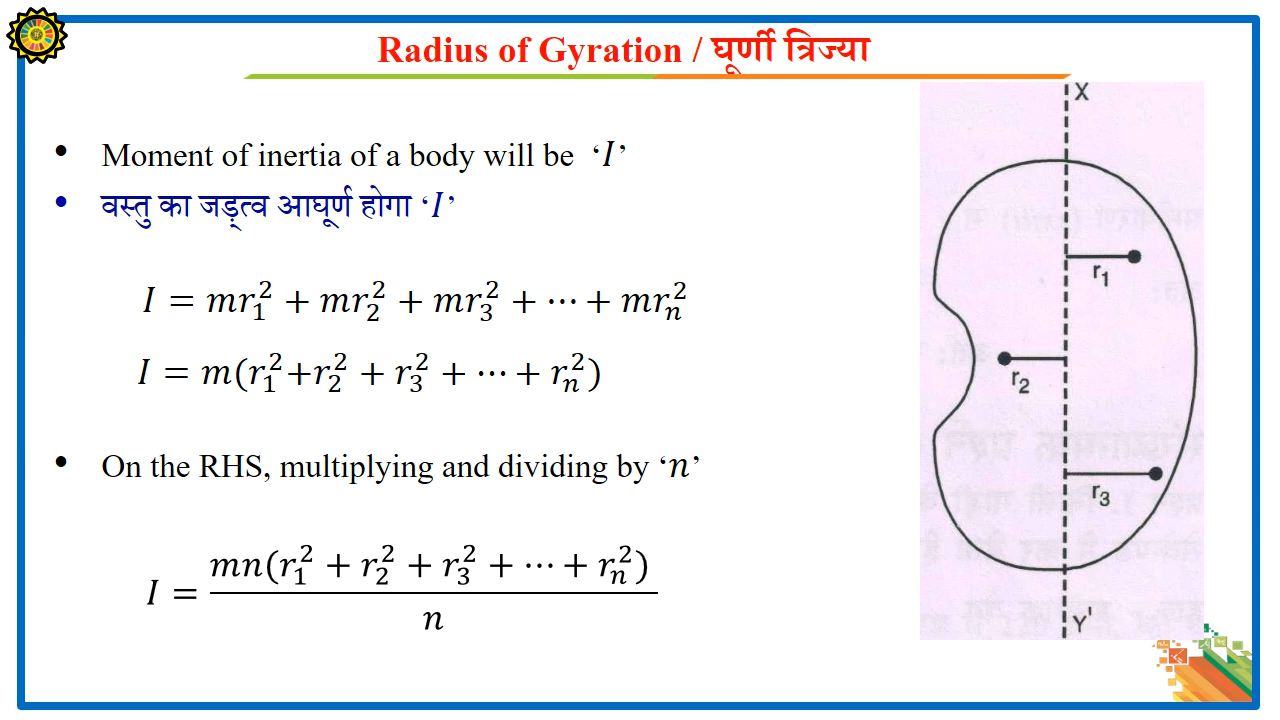 Radius of Gyration / घूर्णी त्रिज्या
• Moment of inertia of a body will be ‘𝐼’
• वस्तु का जड़त्व आघूर्ण होगा ‘𝐼’
𝐼 = 𝑚𝑟₁² + 𝑚𝑟₂² + 𝑚𝑟₃² + ⋯ + 𝑚𝑟ₙ²
𝐼 = 𝑚(𝑟₁²+𝑟₂² + 𝑟₃² + ⋯ + 𝑟ₙ²)
• On the RHS, multiplying and dividing by ‘𝑛’
𝐼 = 𝑚𝑛(𝑟₁² + 𝑟₂² + 𝑟₃² + ⋯ + 𝑟ₙ²)
𝑛
X
r₁
r₂
r₃
Y'